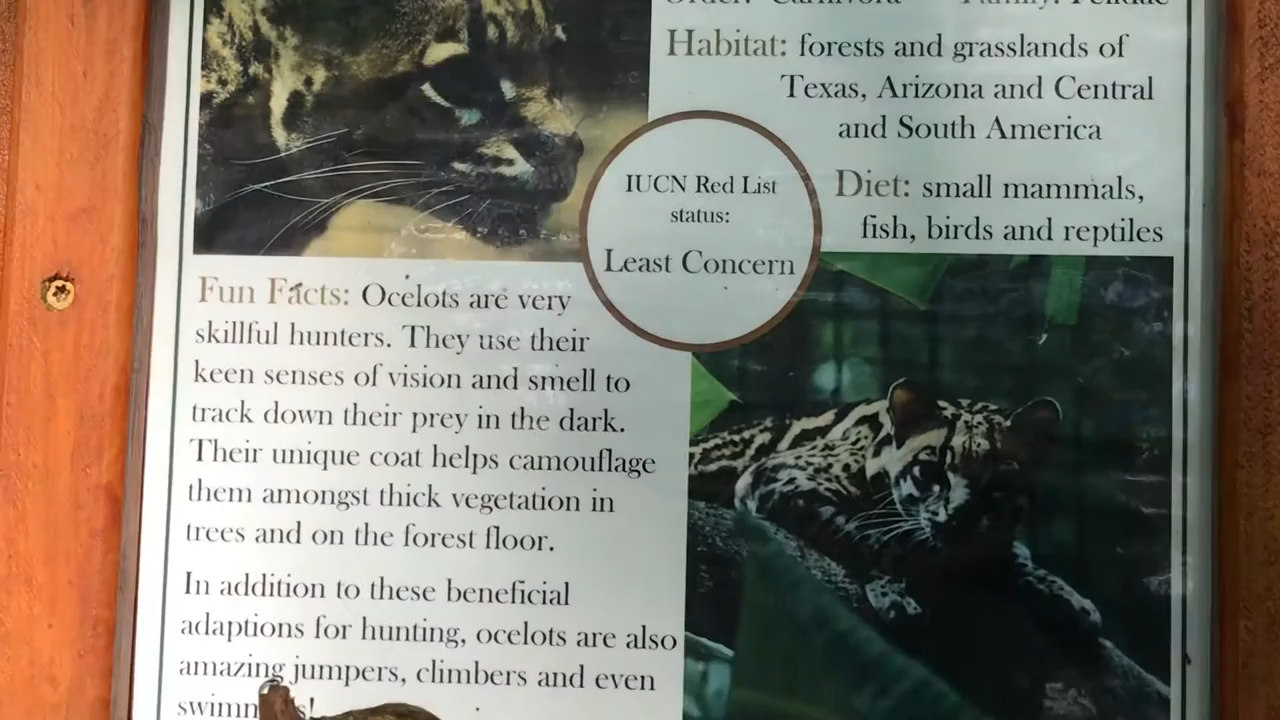 Order: Carnivora Family: Felidae
Habitat: forests and grasslands of
Texas, Arizona and Central
and South America
Diet: small mammals,
fish, birds and reptiles
IUCN Red List
status:
Least Concern
Fun Facts: Ocelots are very
skillful hunters. They use their
keen senses of vision and smell to
track down their prey in the dark.
Their unique coat helps camouflage
them amongst thick vegetation in
trees and on the forest floor.
In addition to these beneficial
adaptions for hunting, ocelots are also
amazing jumpers, climbers and even